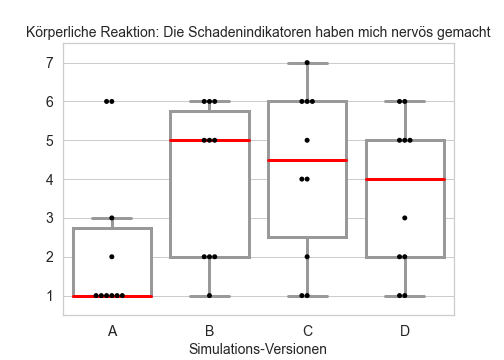 Körperliche Reaktion: Die Schadenindikatoren haben mich nervös gemacht
7
6
5
4
3
2
1
A B C D
Simulations-Versionen